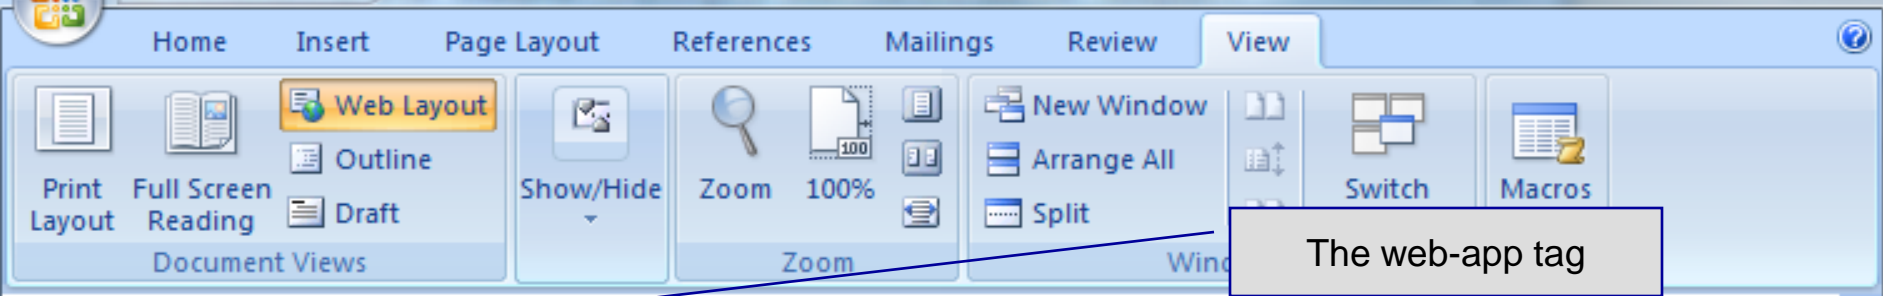 Home Insert Page Layout References Mailings Review View
Web Layout
Outline
Draft
Print
Layout
Full Screen
Reading
Document Views
Show/Hide
Zoom
100
100%
Zoom
New Window
Arrange All
Split
Switch
Macros
The web-app tag